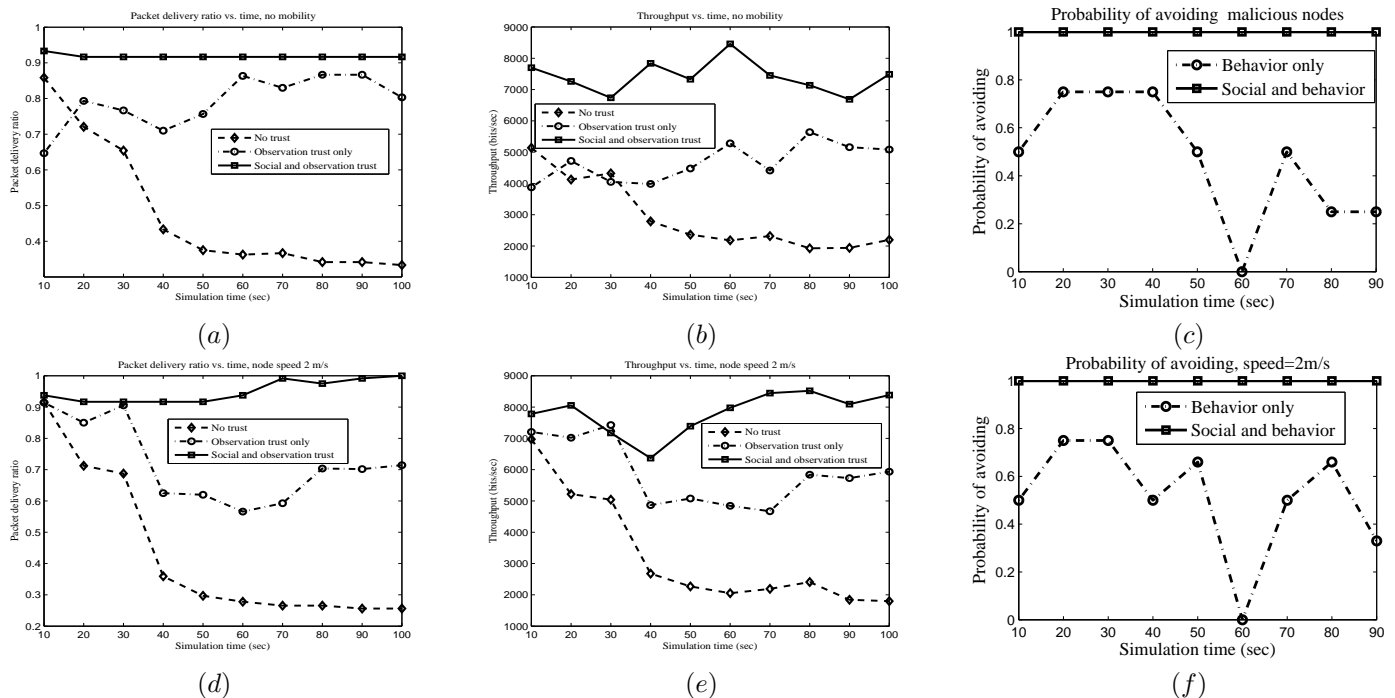 Packet delivery ratio vs. time, no mobility
Packet delivery ratio
1
0.9
0.8
0.7
0.6
0.5
0.4
No trust
Observation trust only
Social and observation trust
10 20 30 40 50 60 70 80 90 100
Simulation time (sec)
(a)
Throughput vs. time, no mobility
Throughput (bits/sec)
9000
8000
7000
6000
5000
4000
3000
2000
1000
No trust
Observation trust only
Social and observation trust
10 20 30 40 50 60 70 80 90 100
Simulation time (sec)
(b)
Probability of avoiding malicious nodes
Probability of avoiding
1
0.8
0.6
0.4
0.2
0
Behavior only
Social and behavior
10 20 30 40 50 60 70 80 90
Simulation time (sec)
(c)
Packet delivery ratio vs. time, node speed 2 m/s
Packet delivery ratio
1
0.9
0.8
0.7
0.6
0.5
0.4
0.3
0.2
No trust
Observation trust only
Social and observation trust
10 20 30 40 50 60 70 80 90 100
Simulation time (sec)
(d)
Throughput vs. time, node speed 2 m/s
Throughput (bits/sec)
9000
8000
7000
6000
5000
4000
3000
2000
1000
No trust
Observation trust only
Social and observation trust
10 20 30 40 50 60 70 80 90 100
Simulation time (sec)
(e)
Probability of avoiding, speed=2m/s
Probability of avoiding
1
0.8
0.6
0.4
0.2
0
Behavior only
Social and behavior
10 20 30 40 50 60 70 80 90
Simulation time (sec)
(f)